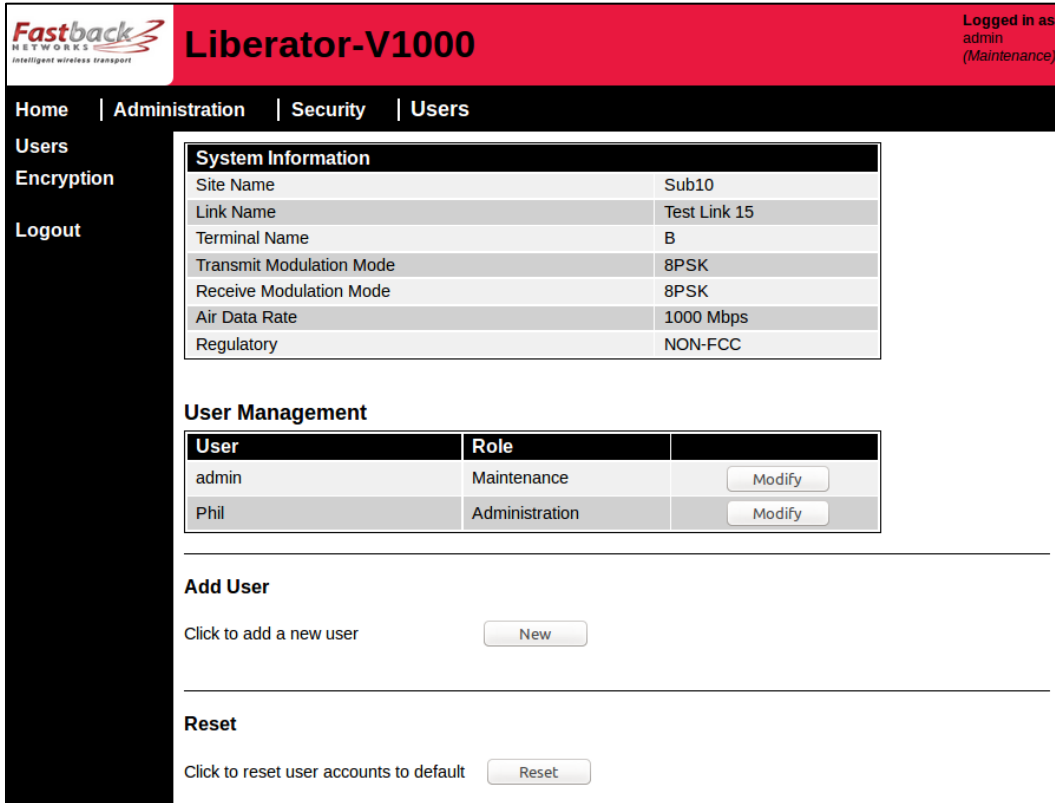 Fastback
NETWORKS
Intelligent wireless transport
Liberator-V1000
Logged in as
admin
(Maintenance)
Home | Administration | Security | Users
Users
Encryption
Logout
System Information
Site Name Sub10
Link Name Test Link 15
Terminal Name B
Transmit Modulation Mode 8PSK
Receive Modulation Mode 8PSK
Air Data Rate 1000 Mbps
Regulatory NON-FCC
User Management
User Role
admin Maintenance Modify
Phil Administration Modify
Add User
Click to add a new user New
Reset
Click to reset user accounts to default Reset